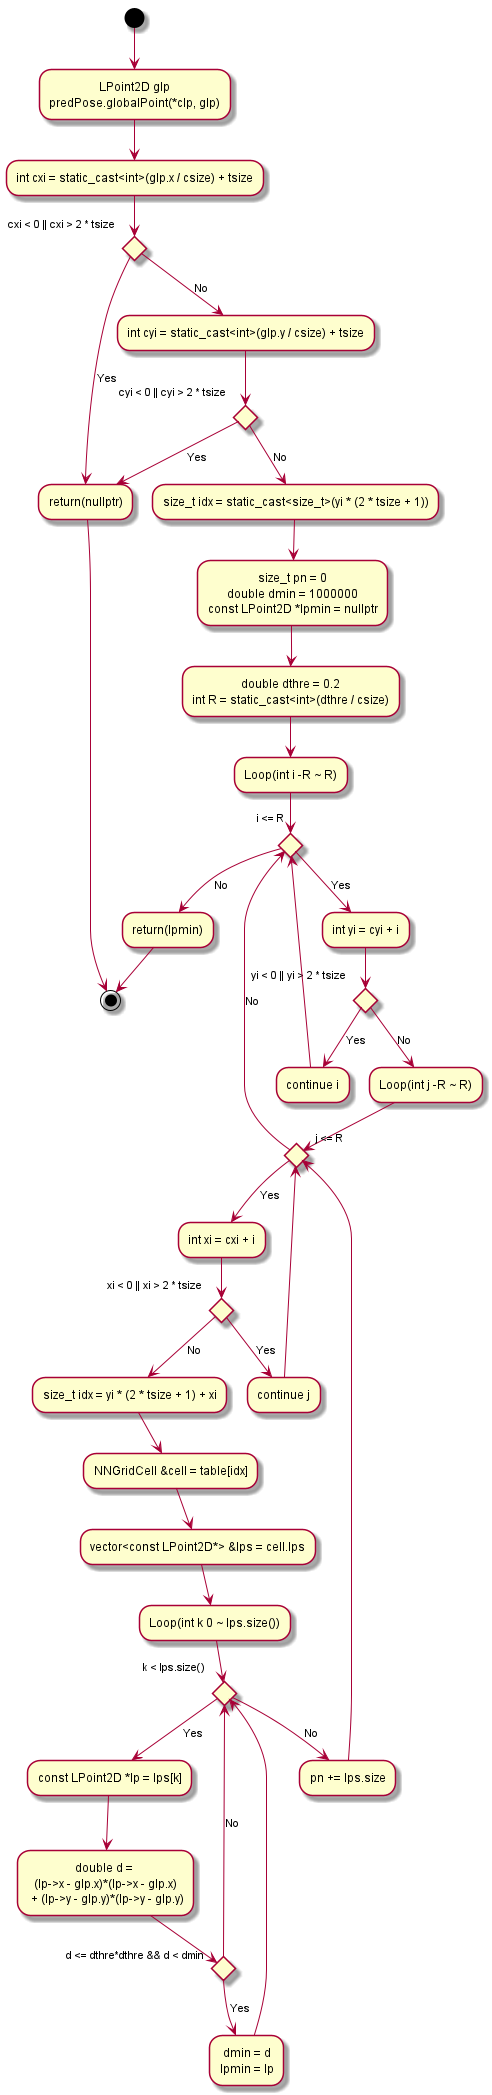 LPoint2D glp
predPose.globalPoint(*clp, glp)
int cxi = static_cast<int>(glp.x / csize) + tsize
cxi < 0 || cxi > 2 * tsize
No
int cyi = static_cast<int>(glp.y / csize) + tsize
Yes
cyi < 0 || cyi > 2 * tsize
Yes
No
return(nullptr)
size_t idx = static_cast<size_t>(yi * (2 * tsize + 1))
size_t pn = 0
double dmin = 1000000
const LPoint2D *lpmin = nullptr
double dthre = 0.2
int R = static_cast<int>(dthre / csize)
Loop(int i -R ~ R)
i <= R
No
Yes
return(lpmin)
int yi = cyi + i
yi < 0 || yi > 2 * tsize
No
Yes
No
continue i
Loop(int j -R ~ R)
j <= R
Yes
int xi = cxi + i
xi < 0 || xi > 2 * tsize
No
Yes
size_t idx = yi * (2 * tsize + 1) + xi
continue j
NNGridCell &cell = table[idx]
vector<const LPoint2D*> &lps = cell.lps
Loop(int k 0 ~ lps.size())
k < lps.size()
Yes
No
const LPoint2D *lp = lps[k]
pn += lps.size
No
double d =
(lp->x - glp.x)*(lp->x - glp.x)
+ (lp->y - glp.y)*(lp->y - glp.y)
d <= dthre*dthre && d < dmin
Yes
dmin = d
lpmin = lp